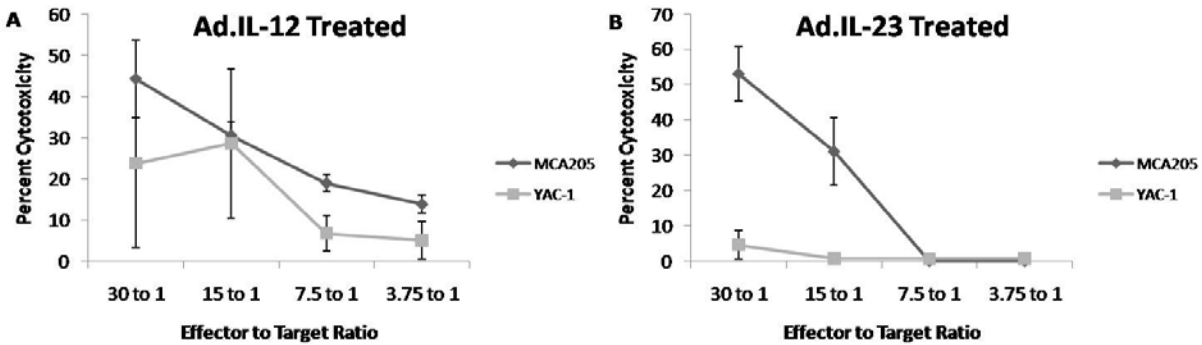 A
Ad.IL-12 Treated
Percent Cytotoxicity
60
50
40
30
20
10
0
30 to 1
15 to 1
7.5 to 1
3.75 to 1
Effector to Target Ratio
MCA205
YAC-1
B
Ad.IL-23 Treated
Percent Cytotoxicity
70
60
50
40
30
20
10
0
30 to 1
15 to 1
7.5 to 1
3.75 to 1
Effector to Target Ratio
MCA205
YAC-1